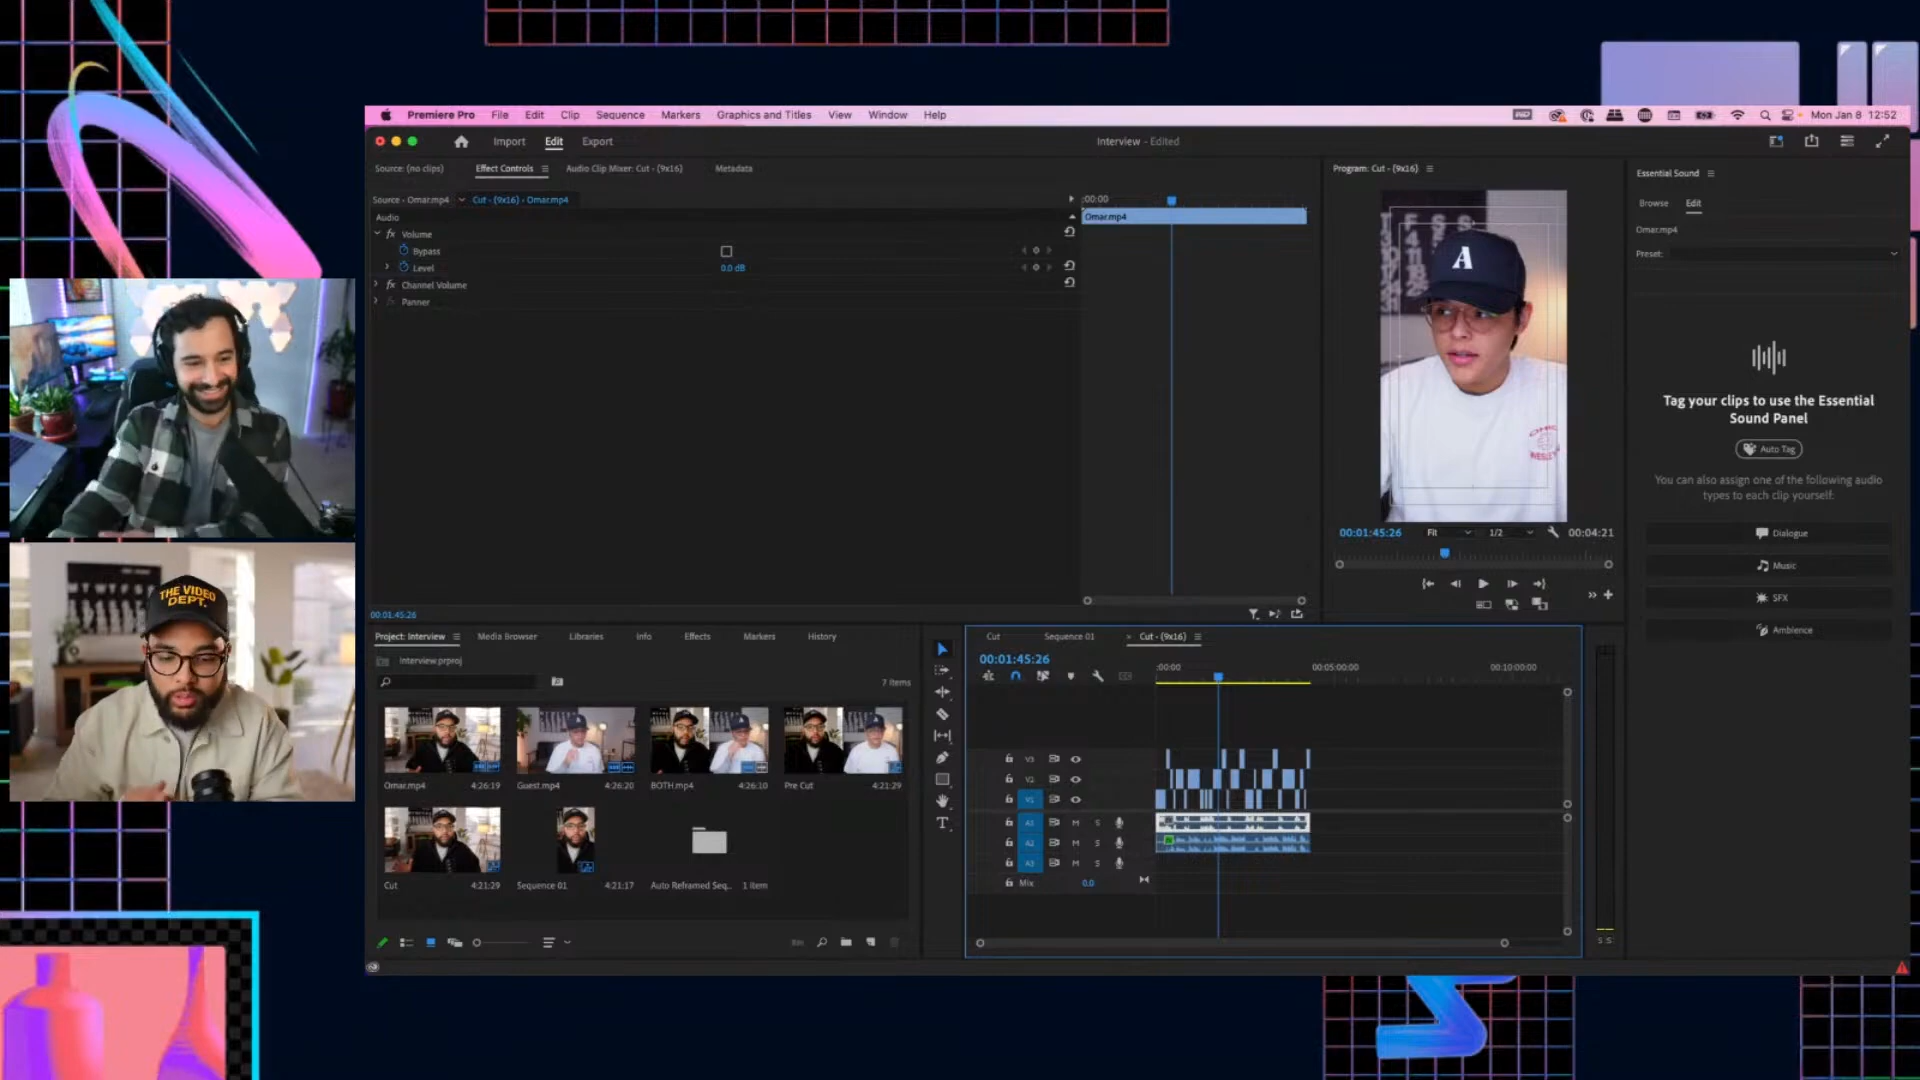 Premiere Pro File Edit Clip Sequence Markers Graphics and Titles View Window Help
Mon Jan 8 12:52
Import Edit Export
Interview - Edited
Source: (no clips)
Effect Controls
Audio Clip Mixer: Cut - (9x16)
Metadata
Program: Cut - (9x16)
Essential Sound
Source - Omar.mp4
Cut - (9x16) - Omar.mp4
:00:00
Browse
Edit
Audio
Omar.mp4
fx Volume
Omar.mp4
Bypass
Preset:
Level
0.0 dB
fx Channel Volume
Panner
A
Tag your clips to use the Essential
Sound Panel
Auto Tag
You can also assign one of the following audio
types to each clip yourself:
00:01:45:26
Fit
1/2
00:04:21
Dialogue
Music
SFX
Ambience
THE VIDEO
DEPT.
00:01:45:26
Project: Interview
Media Browser
Libraries
Info
Effects
Markers
History
Cut
Sequence 01
Cut - (9x16)
Interview.prproj
00:01:45:26
:00:00
00:05:00:00
00:10:00:00
7 Items
Omar.mp4
4:26:19
Guest.mp4
4:26:20
BOTH.mp4
4:26:10
Pre Cut
4:21:29
V3
V2
V1
A1 M S
A2 M S
A3 M S
Mix
0.0
Cut
4:21:29
Sequence 01
4:21:17
Auto Reframed Seq...
1 item
S S